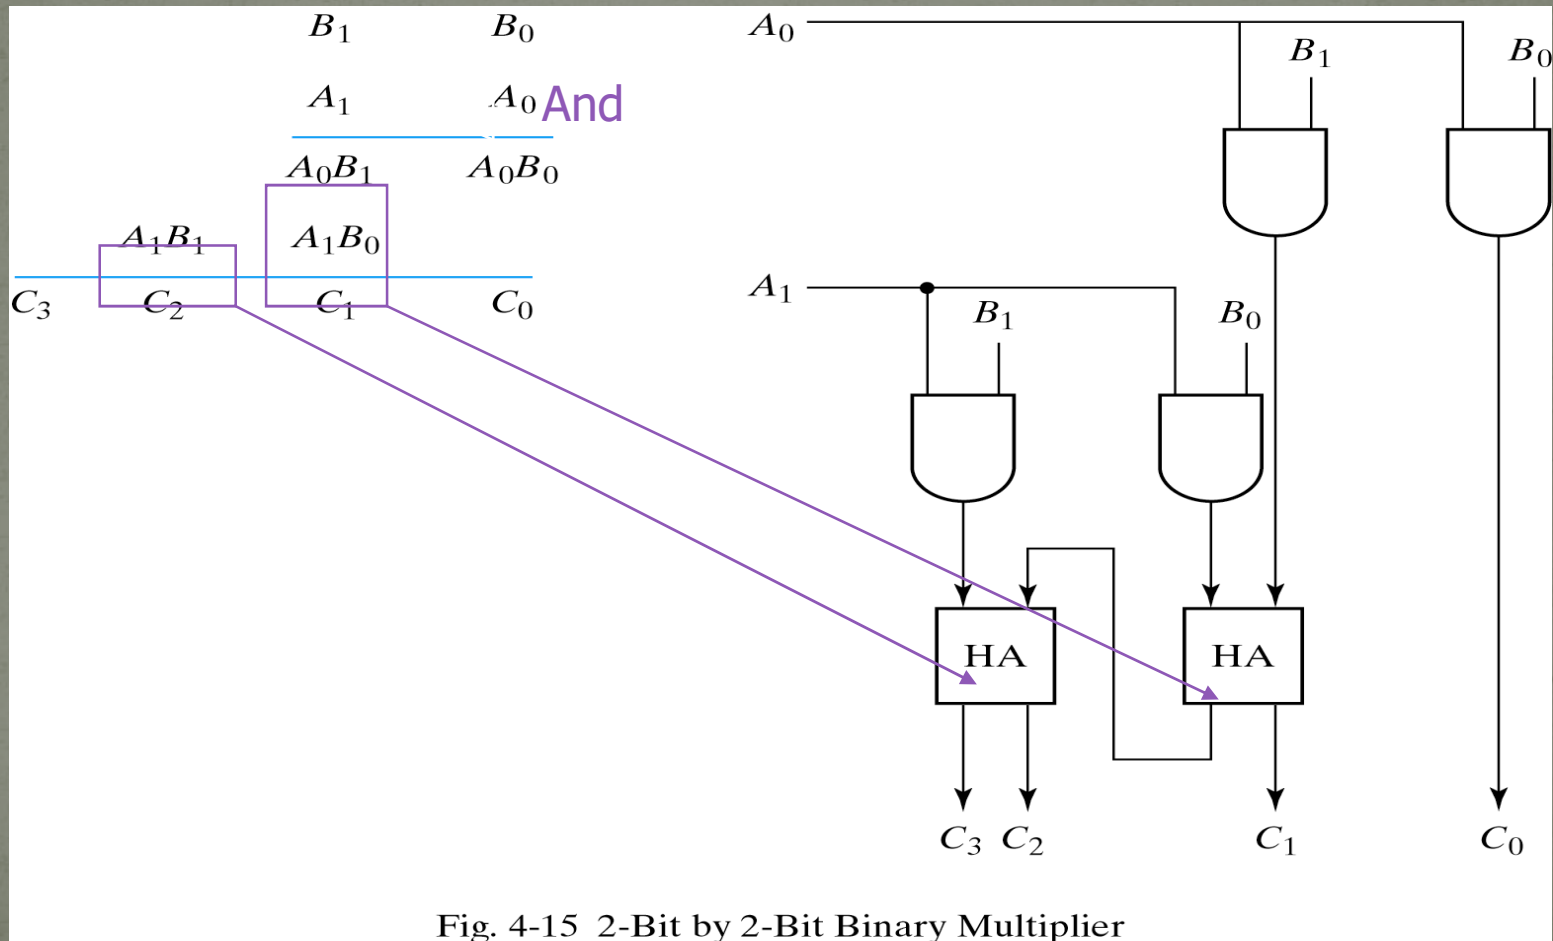 B₁ B₀
A₁ A₀ And
A₀B₁ A₀B₀
A₁B₁ A₁B₀
C₃ C₂ C₁ C₀
A₀
B₁ B₀
A₁
B₁ B₀
HA HA
C₃ C₂ C₁ C₀
Fig. 4-15 2-Bit by 2-Bit Binary Multiplier